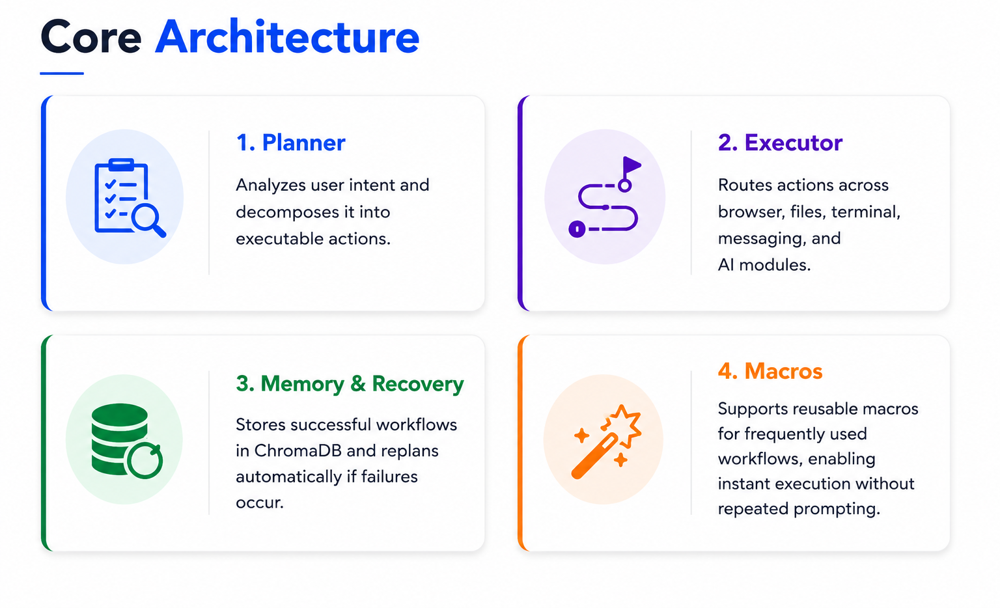 Core Architecture
1. Planner
Analyzes user intent and
decomposes it into
executable actions.
2. Executor
Routes actions across
browser, files, terminal,
messaging, and
AI modules.
3. Memory & Recovery
Stores successful workflows
in ChromaDB and replans
automatically if failures
occur.
4. Macros
Supports reusable macros
for frequently used
workflows, enabling
instant execution without
repeated prompting.